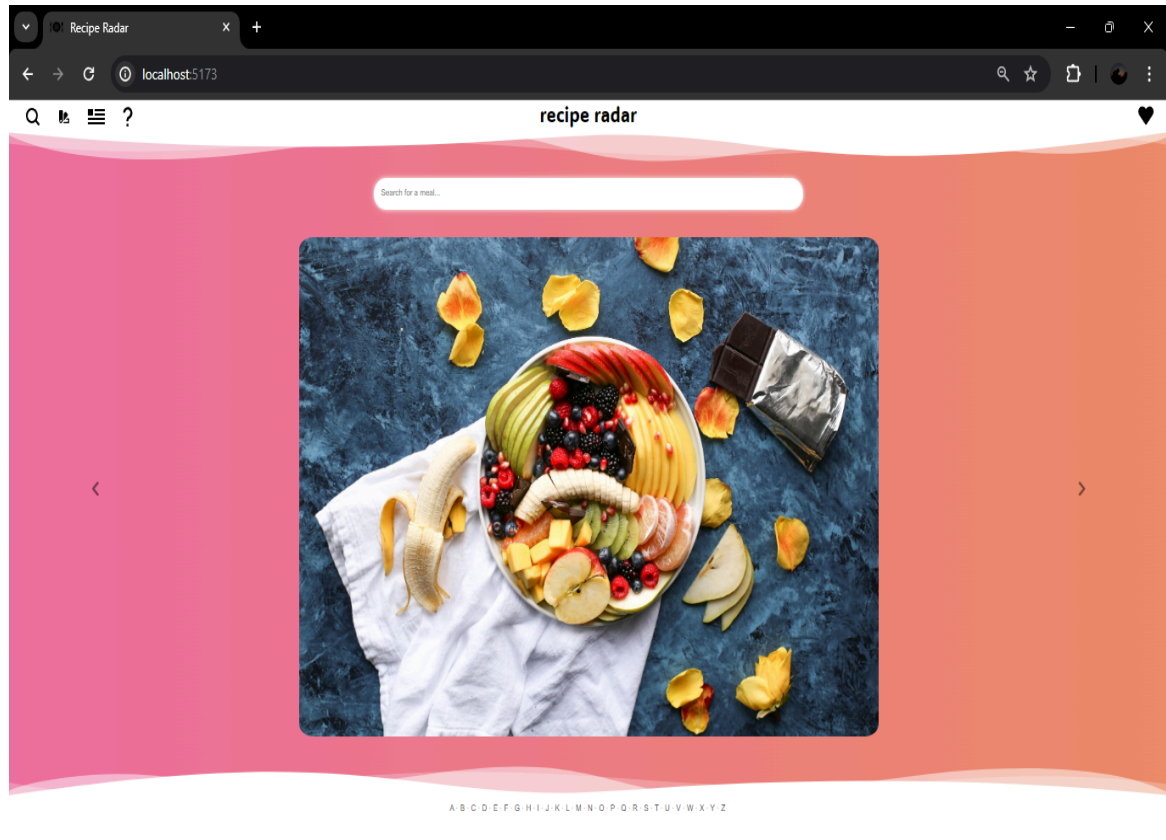 Recipe Radar
localhost:5173
recipe radar
Search for a meal...
A·B·C·D·E·F·G·H·I·J·K·L·M·N·O·P·Q·R·S·T·U·V·W·X·Y·Z